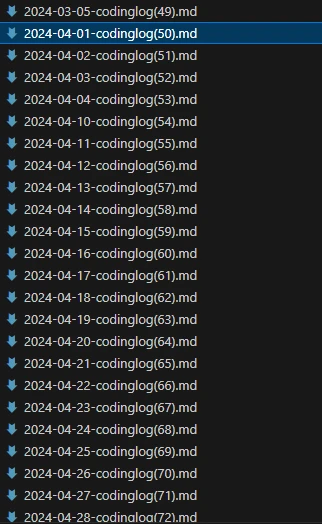 2024-03-05-codinglog(49).md
2024-04-01-codinglog(50).md
2024-04-02-codinglog(51).md
2024-04-03-codinglog(52).md
2024-04-04-codinglog(53).md
2024-04-10-codinglog(54).md
2024-04-11-codinglog(55).md
2024-04-12-codinglog(56).md
2024-04-13-codinglog(57).md
2024-04-14-codinglog(58).md
2024-04-15-codinglog(59).md
2024-04-16-codinglog(60).md
2024-04-17-codinglog(61).md
2024-04-18-codinglog(62).md
2024-04-19-codinglog(63).md
2024-04-20-codinglog(64).md
2024-04-21-codinglog(65).md
2024-04-22-codinglog(66).md
2024-04-23-codinglog(67).md
2024-04-24-codinglog(68).md
2024-04-25-codinglog(69).md
2024-04-26-codinglog(70).md
2024-04-27-codinglog(71).md
2024-04-28-codinglog(72).md